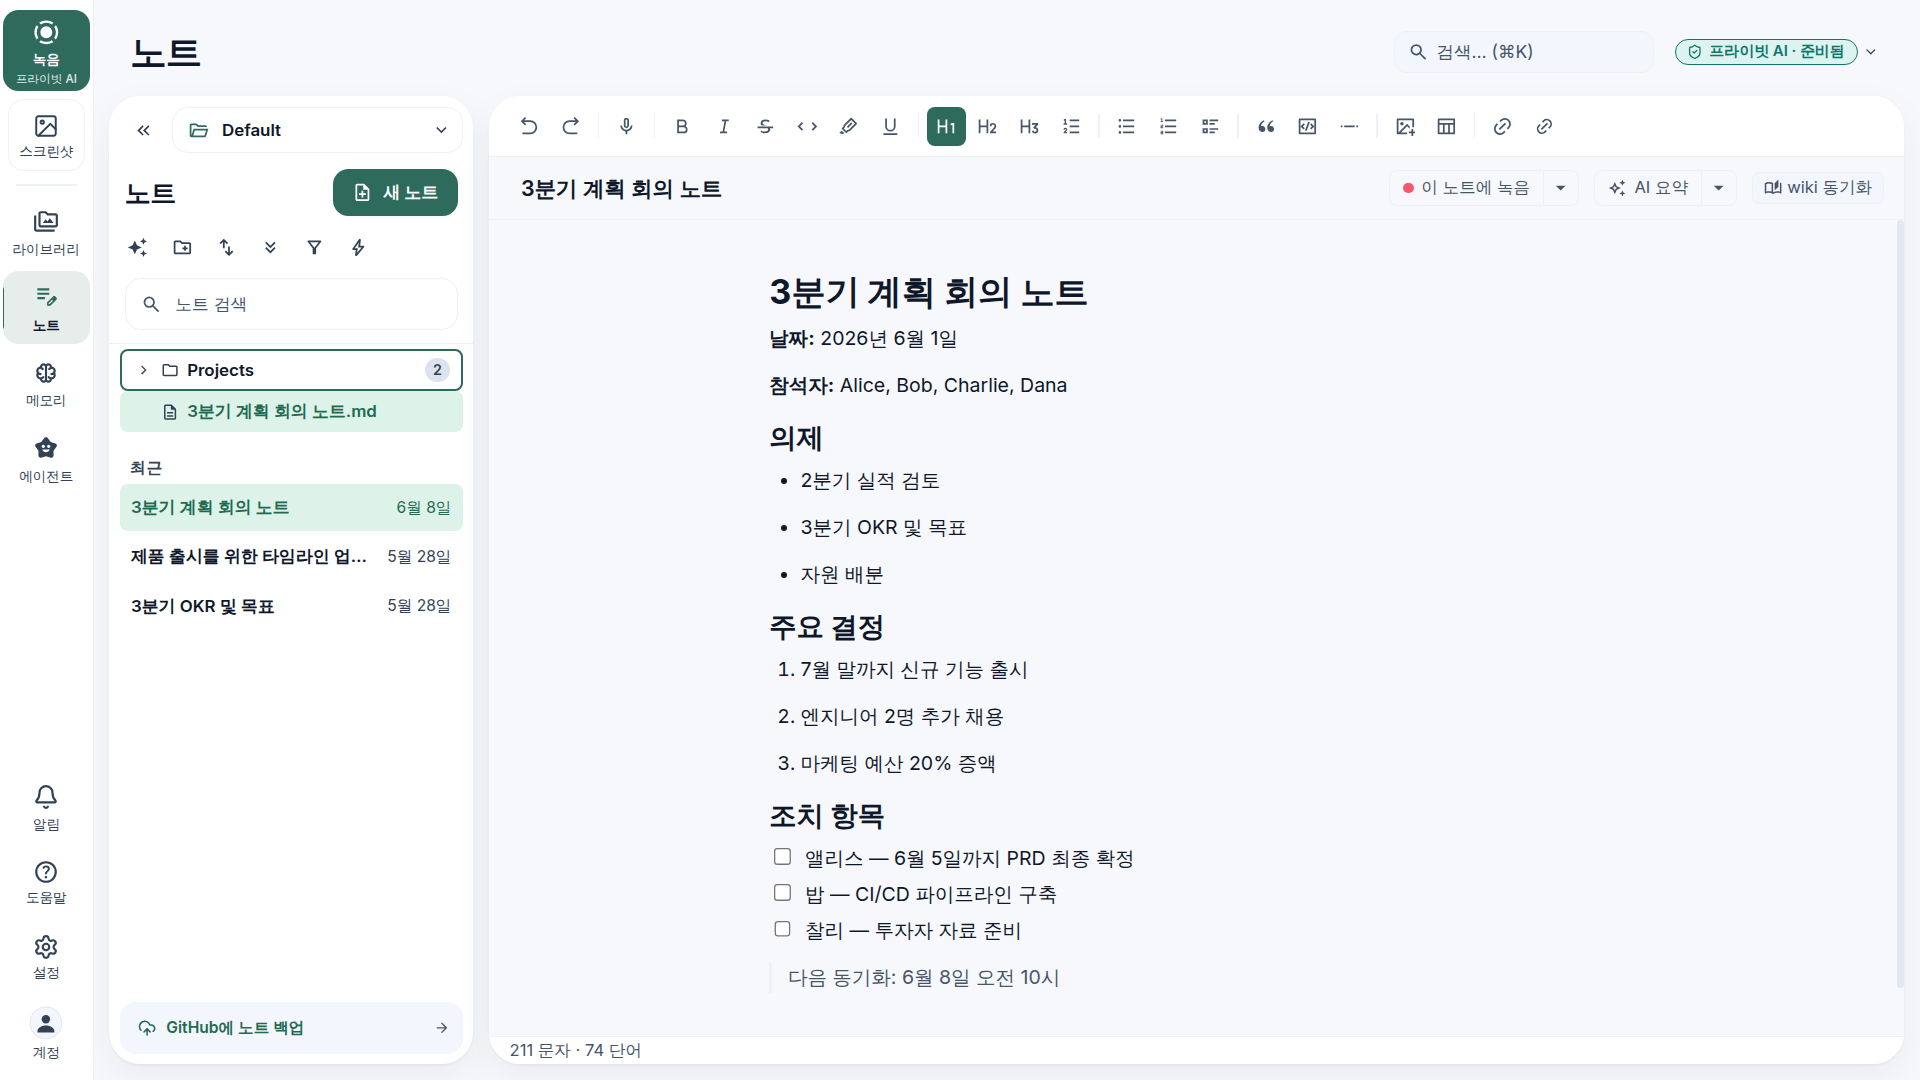 녹음
프라이빗 AI
스크린샷
라이브러리
노트
메모리
에이전트
알림
도움말
설정
계정
노트
검색... (⌘K)
프라이빗 AI · 준비됨
Default
노트
새 노트
노트 검색
Projects 2
3분기 계획 회의 노트.md
최근
3분기 계획 회의 노트 6월 8일
제품 출시를 위한 타임라인 업... 5월 28일
3분기 OKR 및 목표 5월 28일
GitHub에 노트 백업
H1 H2 H3
3분기 계획 회의 노트
이 노트에 녹음
AI 요약
wiki 동기화
3분기 계획 회의 노트
날짜: 2026년 6월 1일
참석자: Alice, Bob, Charlie, Dana
의제
• 2분기 실적 검토
• 3분기 OKR 및 목표
• 자원 배분
주요 결정
1. 7월 말까지 신규 기능 출시
2. 엔지니어 2명 추가 채용
3. 마케팅 예산 20% 증액
조치 항목
앨리스 — 6월 5일까지 PRD 최종 확정
밥 — CI/CD 파이프라인 구축
찰리 — 투자자 자료 준비
다음 동기화: 6월 8일 오전 10시
211 문자 · 74 단어